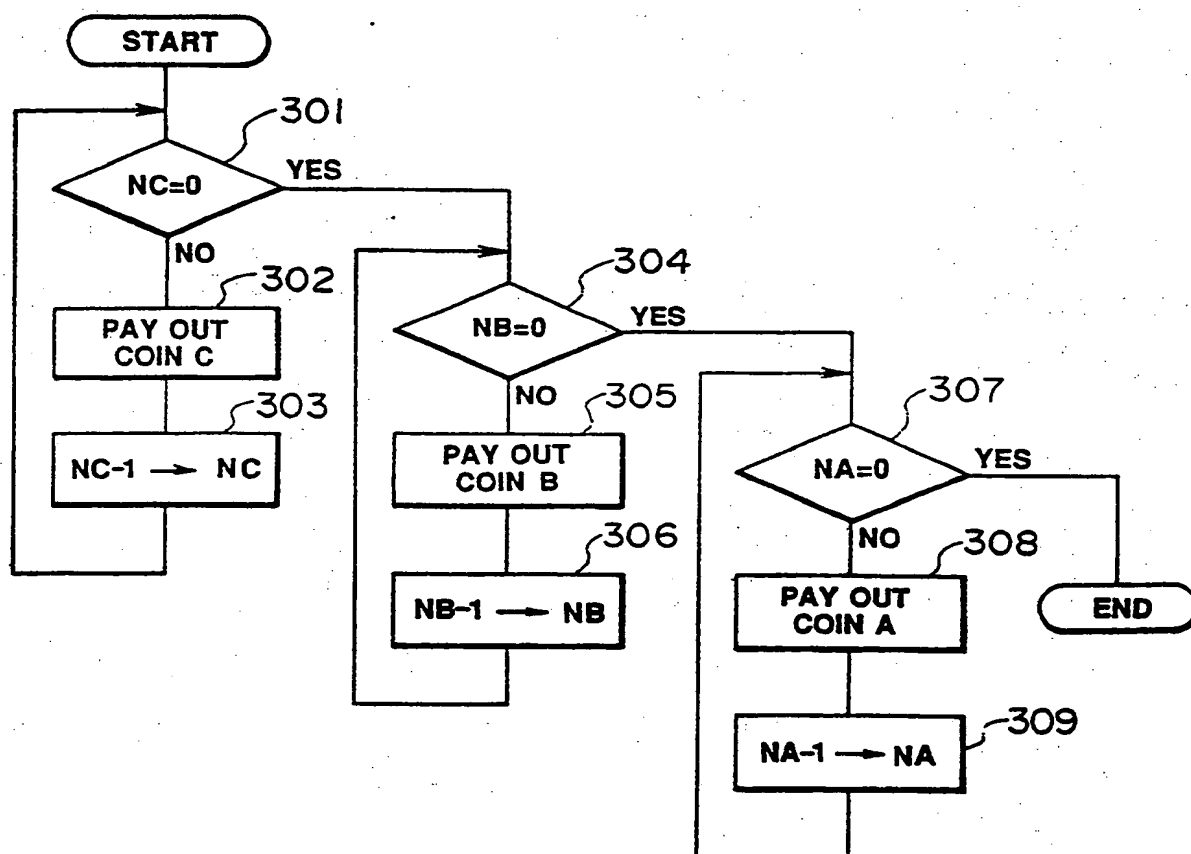 START
301
NC=0
YES
NO
302
PAY OUT
COIN C
303
NC-1 → NC
304
NB=0
YES
NO
305
PAY OUT
COIN B
306
NB-1 → NB
307
NA=0
YES
NO
308
PAY OUT
COIN A
END
309
NA-1 → NA